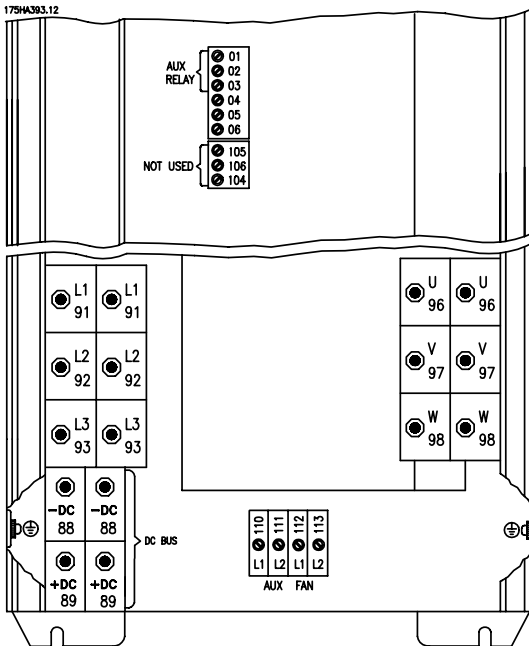 175HA393.12
AUX
RELAY
01
02
03
04
05
06
NOT USED
105
106
104
L1
91
L1
91
U
96
U
96
L2
92
L2
92
V
97
V
97
L3
93
L3
93
W
98
W
98
-DC
88
-DC
88
DC BUS
+DC
89
+DC
89
110
111
112
113
L1
L2
L1
L2
AUX FAN